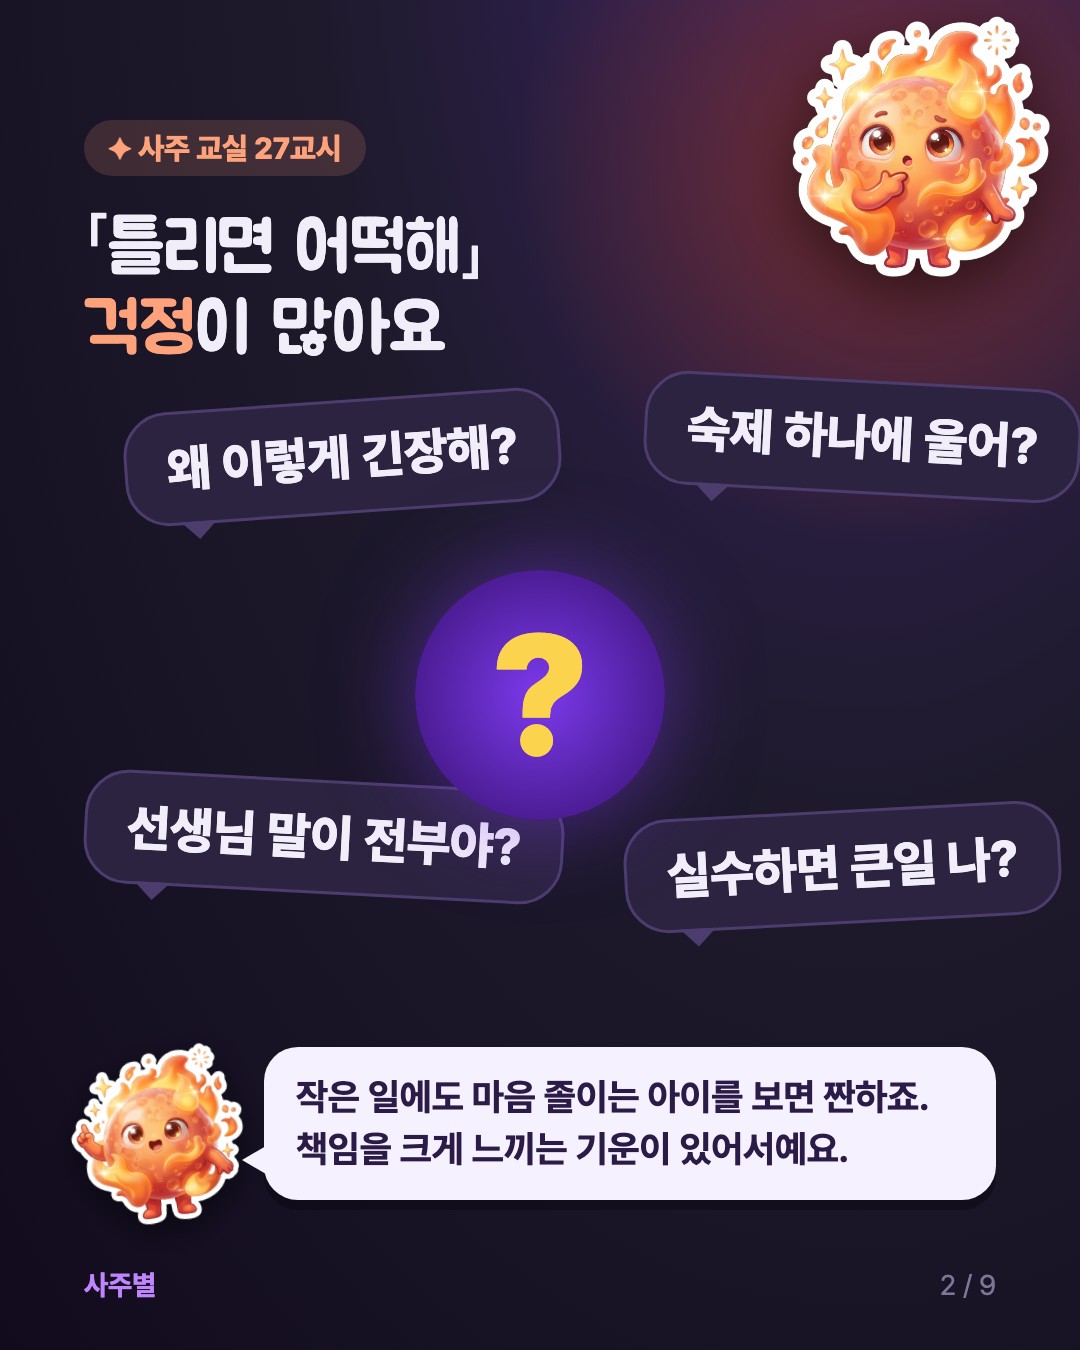 ✦ 사주 교실 27교시
「틀리면 어떡해」
걱정이 많아요
왜 이렇게 긴장해?
숙제 하나에 울어?
?
선생님 말이 전부야?
실수하면 큰일 나?
작은 일에도 마음 졸이는 아이를 보면 짠하죠.
책임을 크게 느끼는 기운이 있어서예요.
사주별
2 / 9